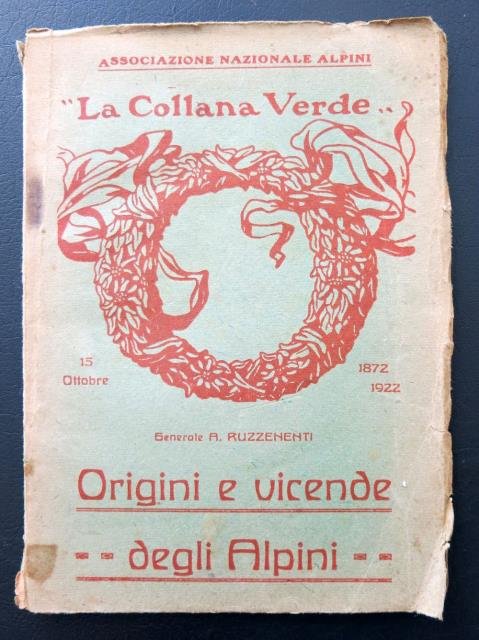 ASSOCIAZIONE NAZIONALE ALPINI
"La Collana Verde„
15
Ottobre
1872
1922
Generale A. RUZZENENTI
Origini e vicende
degli Alpini